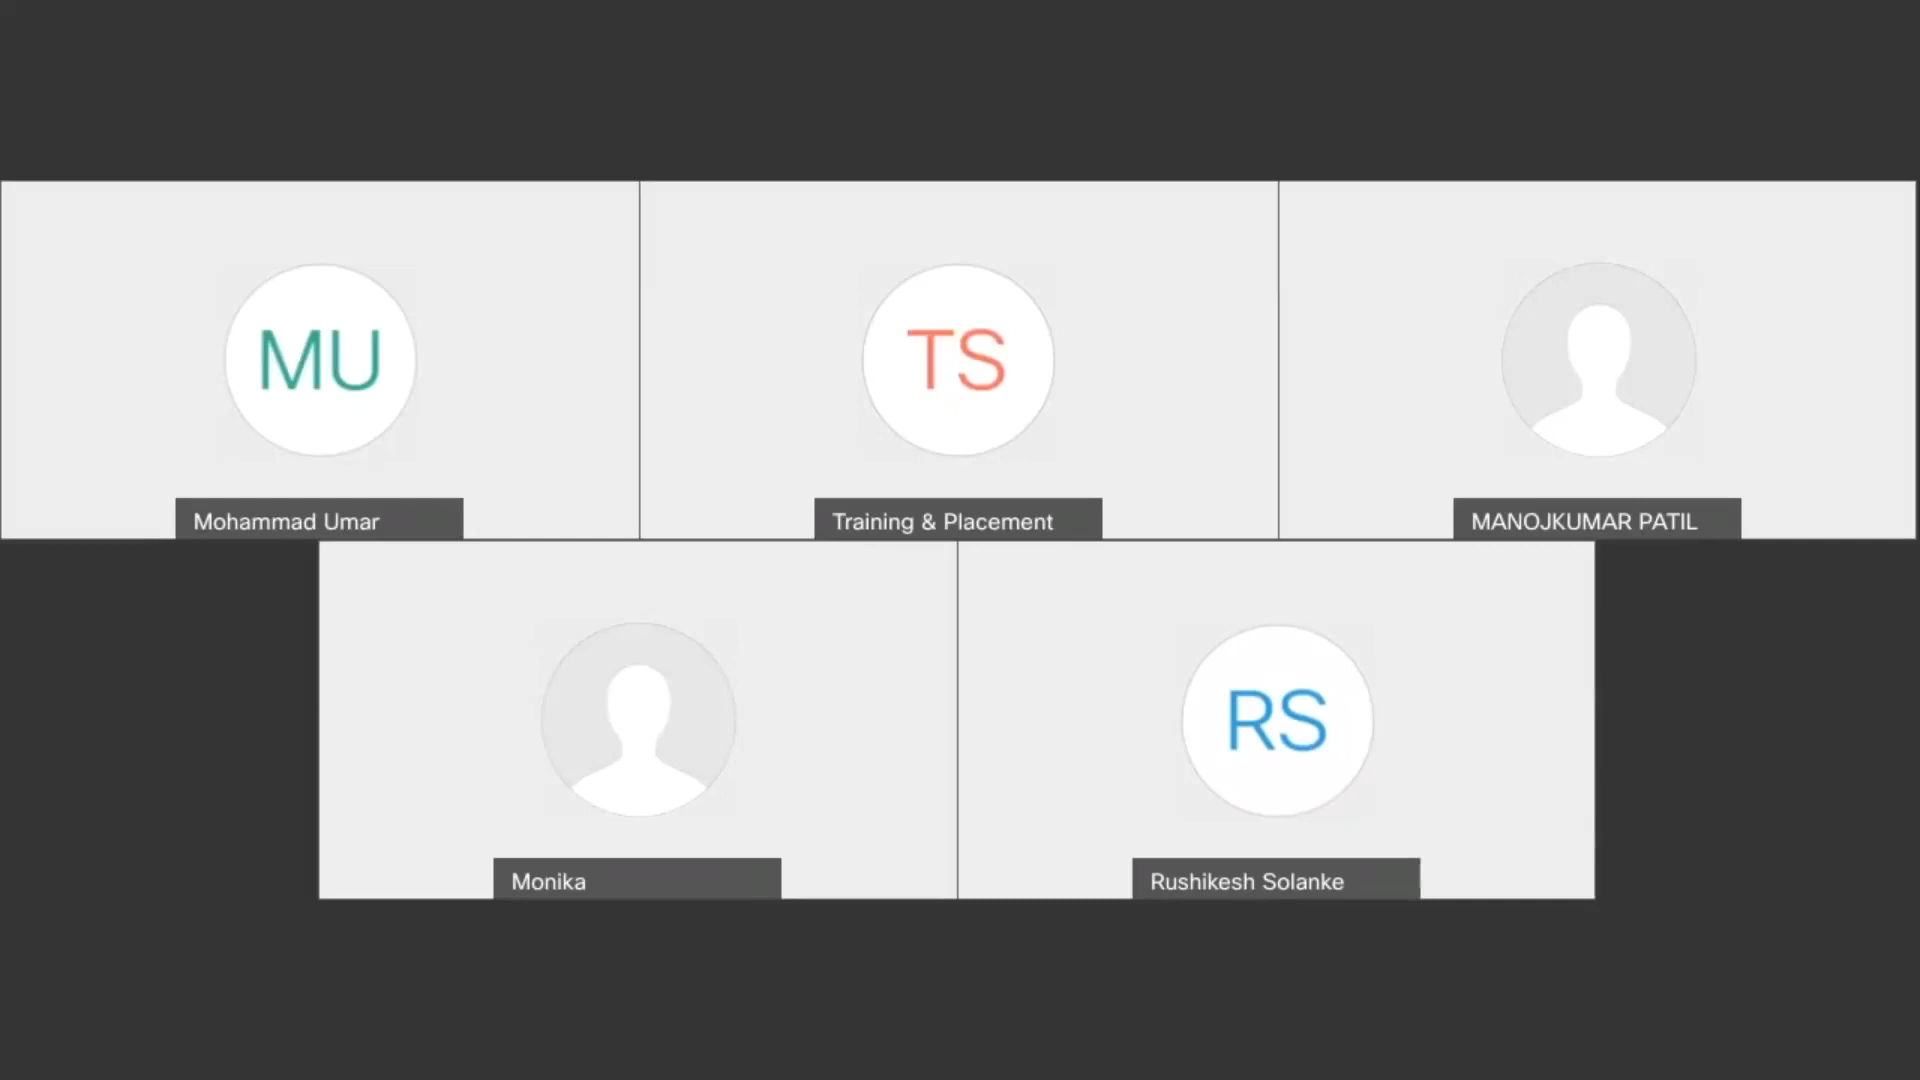 MU
TS
Mohammad Umar
Training & Placement
MANOJKUMAR PATIL
RS
Monika
Rushikesh Solanke